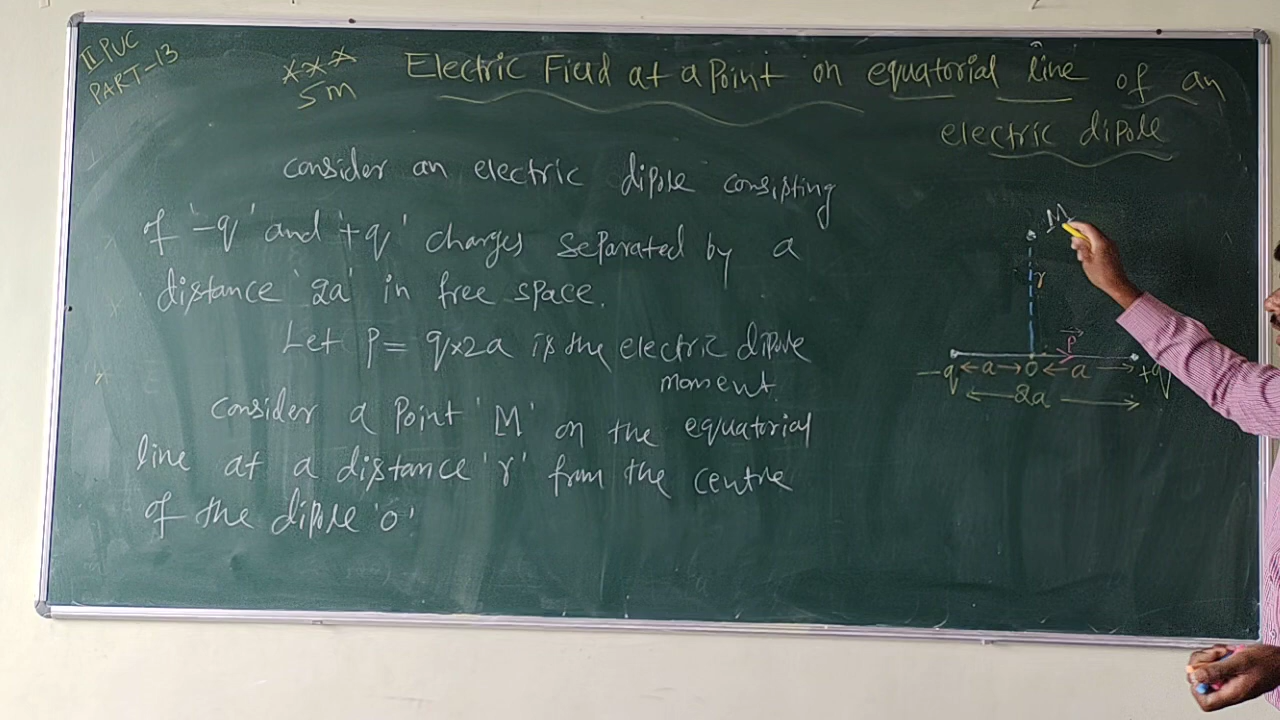 II PUC
PART-13
***
5m
Electric Field at a Point on equatorial line of an
electric dipole
consider an electric dipole consisting
of '-q' and '+q' charges separated by a
distance '2a' in free space.
Let P = q×2a is the electric dipole
moment.
consider a Point 'M' on the equatorial
line at a distance 'r' from the centre
of the dipole 'o'
M
r
P⃗
-q ←a→ O ←a→ +q
←2a→